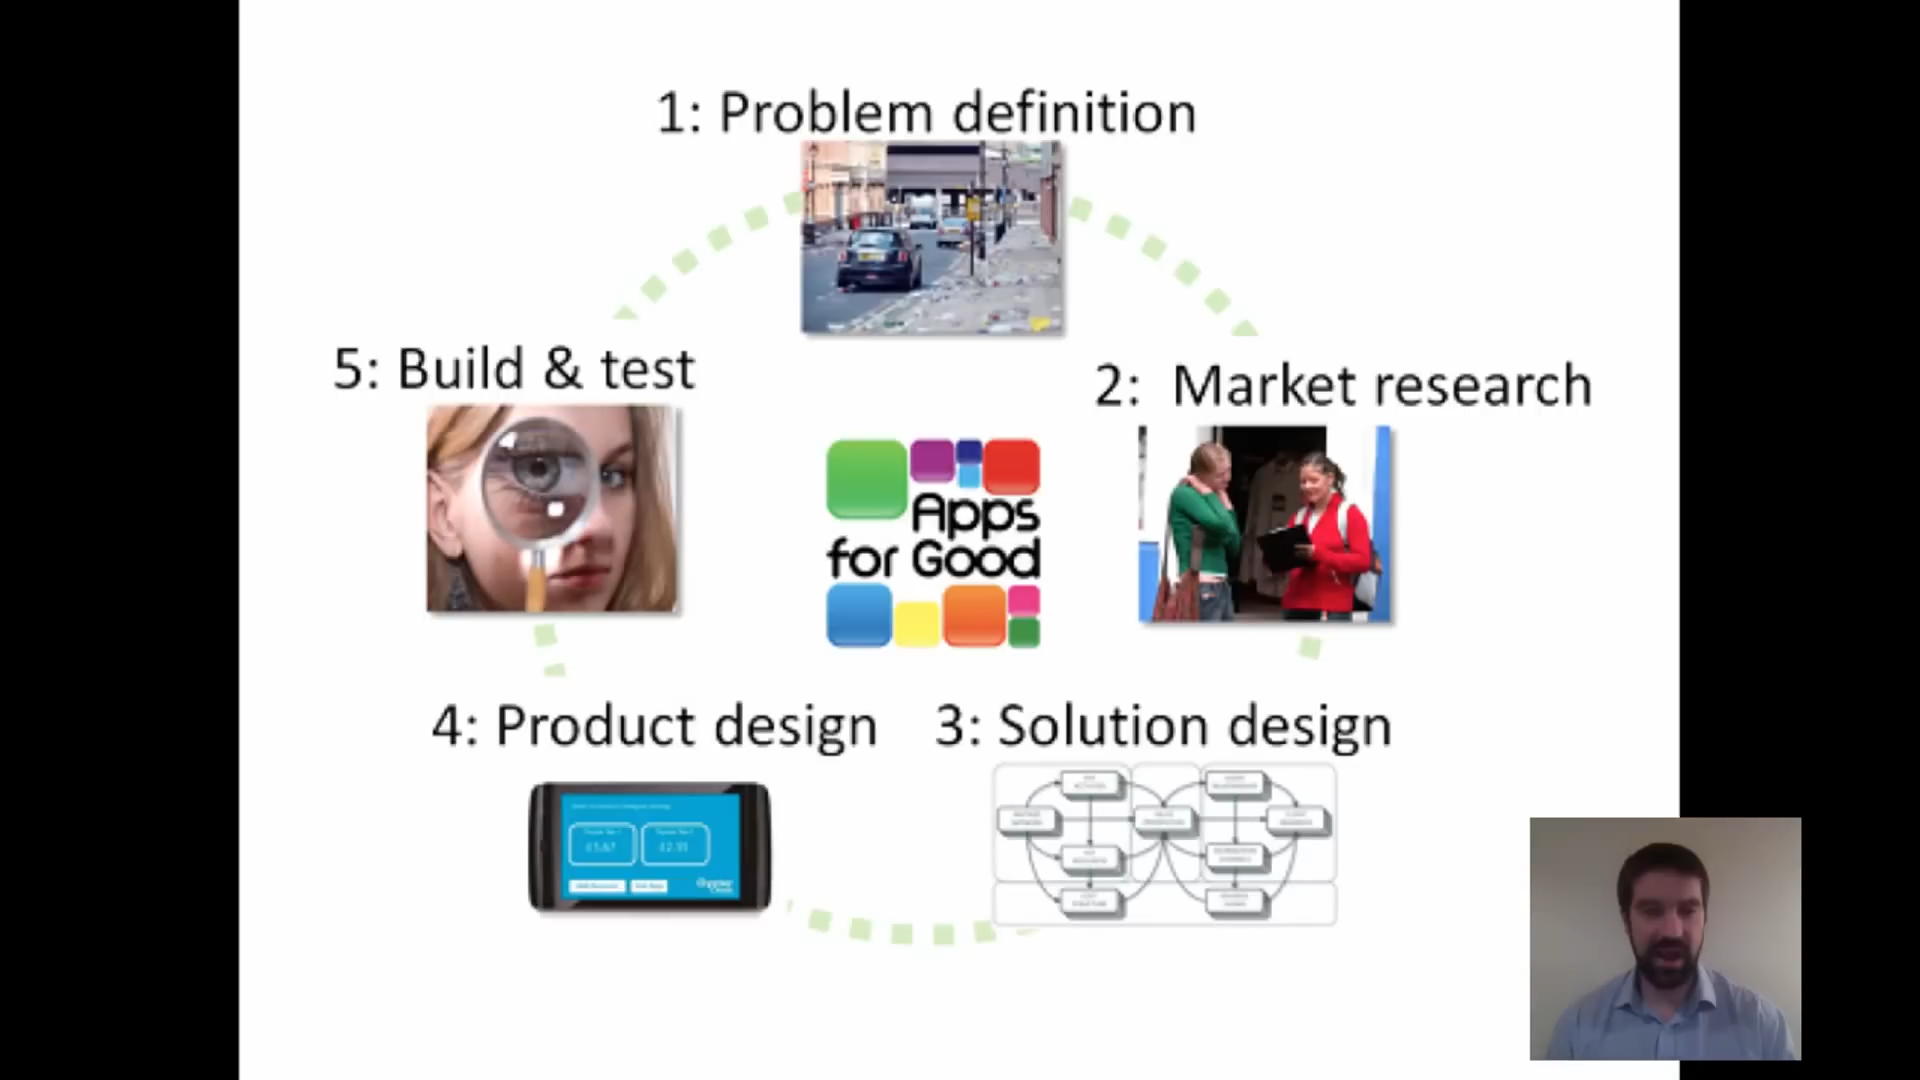 1: Problem definition
5: Build & test
2: Market research
Apps
for Good
4: Product design
3: Solution design